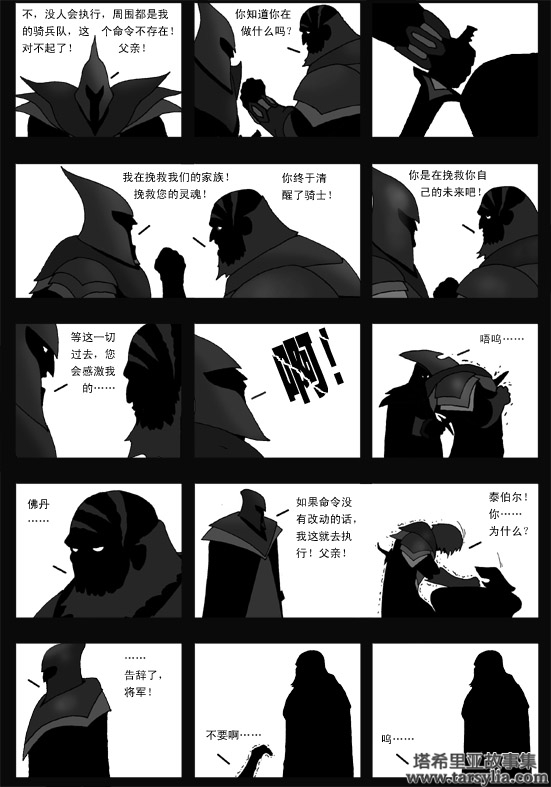 不，没人会执行，周围都是我
的骑兵队，这 个命令不存在！
对不起了！ 父亲！
你知道你在
做什么吗？
我在挽救我们的家族！
挽救您的灵魂！
你终于清
醒了骑士！
你是在挽救你自
己的未来吧！
等这一切
过去，您
会感激我
的……
啊！
唔呜……
佛丹
……
如果命令没
有改动的话，
我这就去执
行！父亲！
泰伯尔！
你……
为什么？
……
告辞了，
将军！
不要啊……
呜……
塔希里亚故事集
www.tarsylia.com